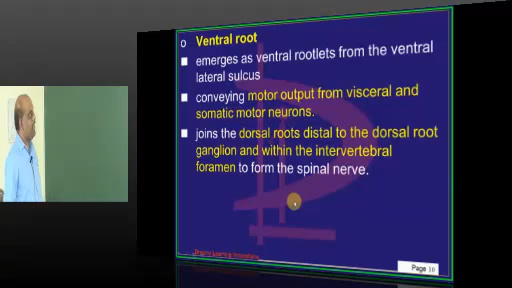 o Ventral root
emerges as ventral rootlets from the ventral
lateral sulcus
conveying motor output from visceral and
somatic motor neurons.
joins the dorsal roots distal to the dorsal root
ganglion and within the intervertebral
foramen to form the spinal nerve.
Page 10